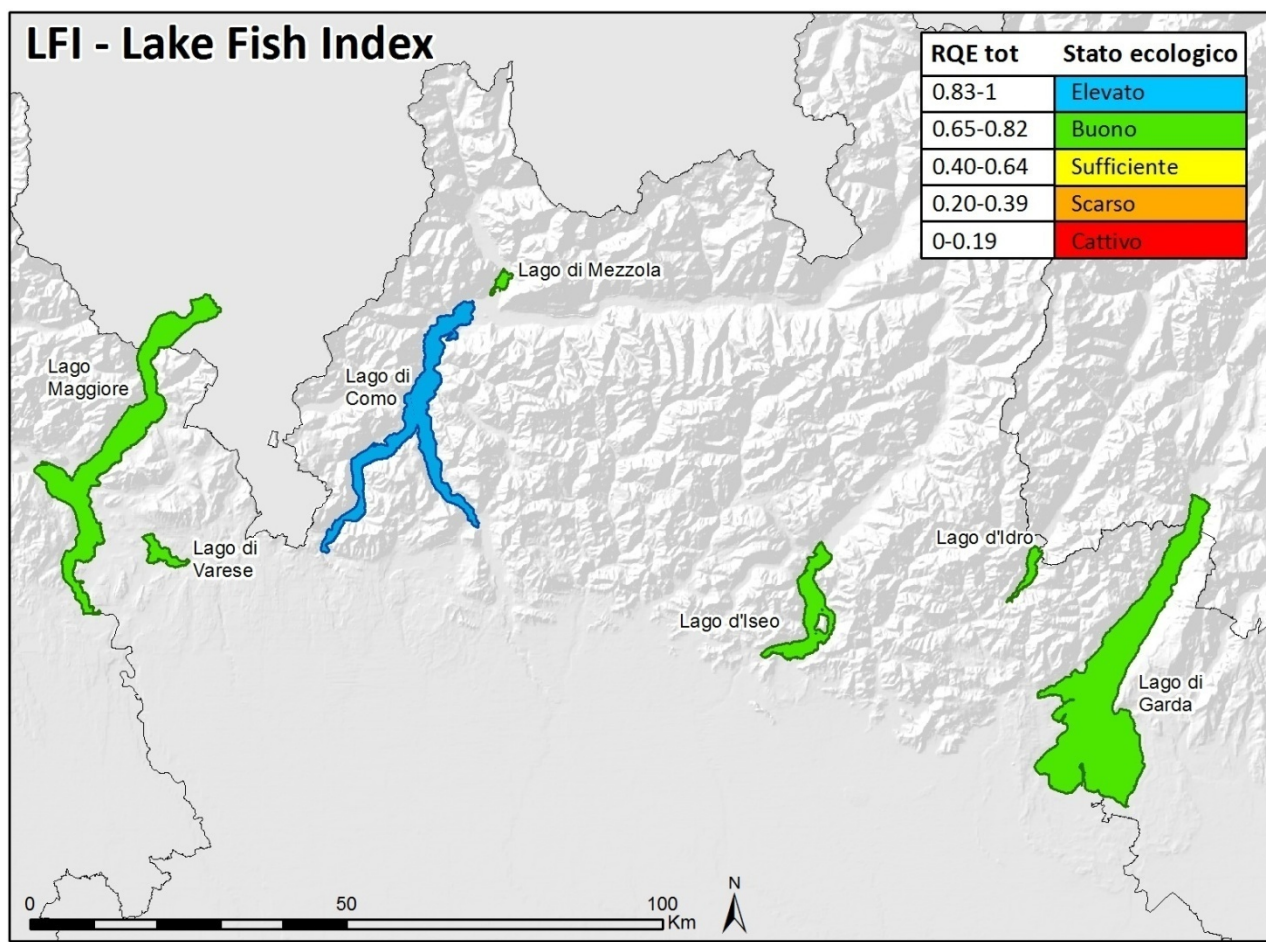 LFI - Lake Fish Index
RQE tot Stato ecologico
0.83-1 Elevato
0.65-0.82 Buono
0.40-0.64 Sufficiente
0.20-0.39 Scarso
0-0.19 Cattivo
Lago di Mezzola
Lago
Maggiore
Lago di
Como
Lago di
Varese
Lago d'Idro
Lago d'Iseo
Lago di
Garda
0 50 100
Km
N